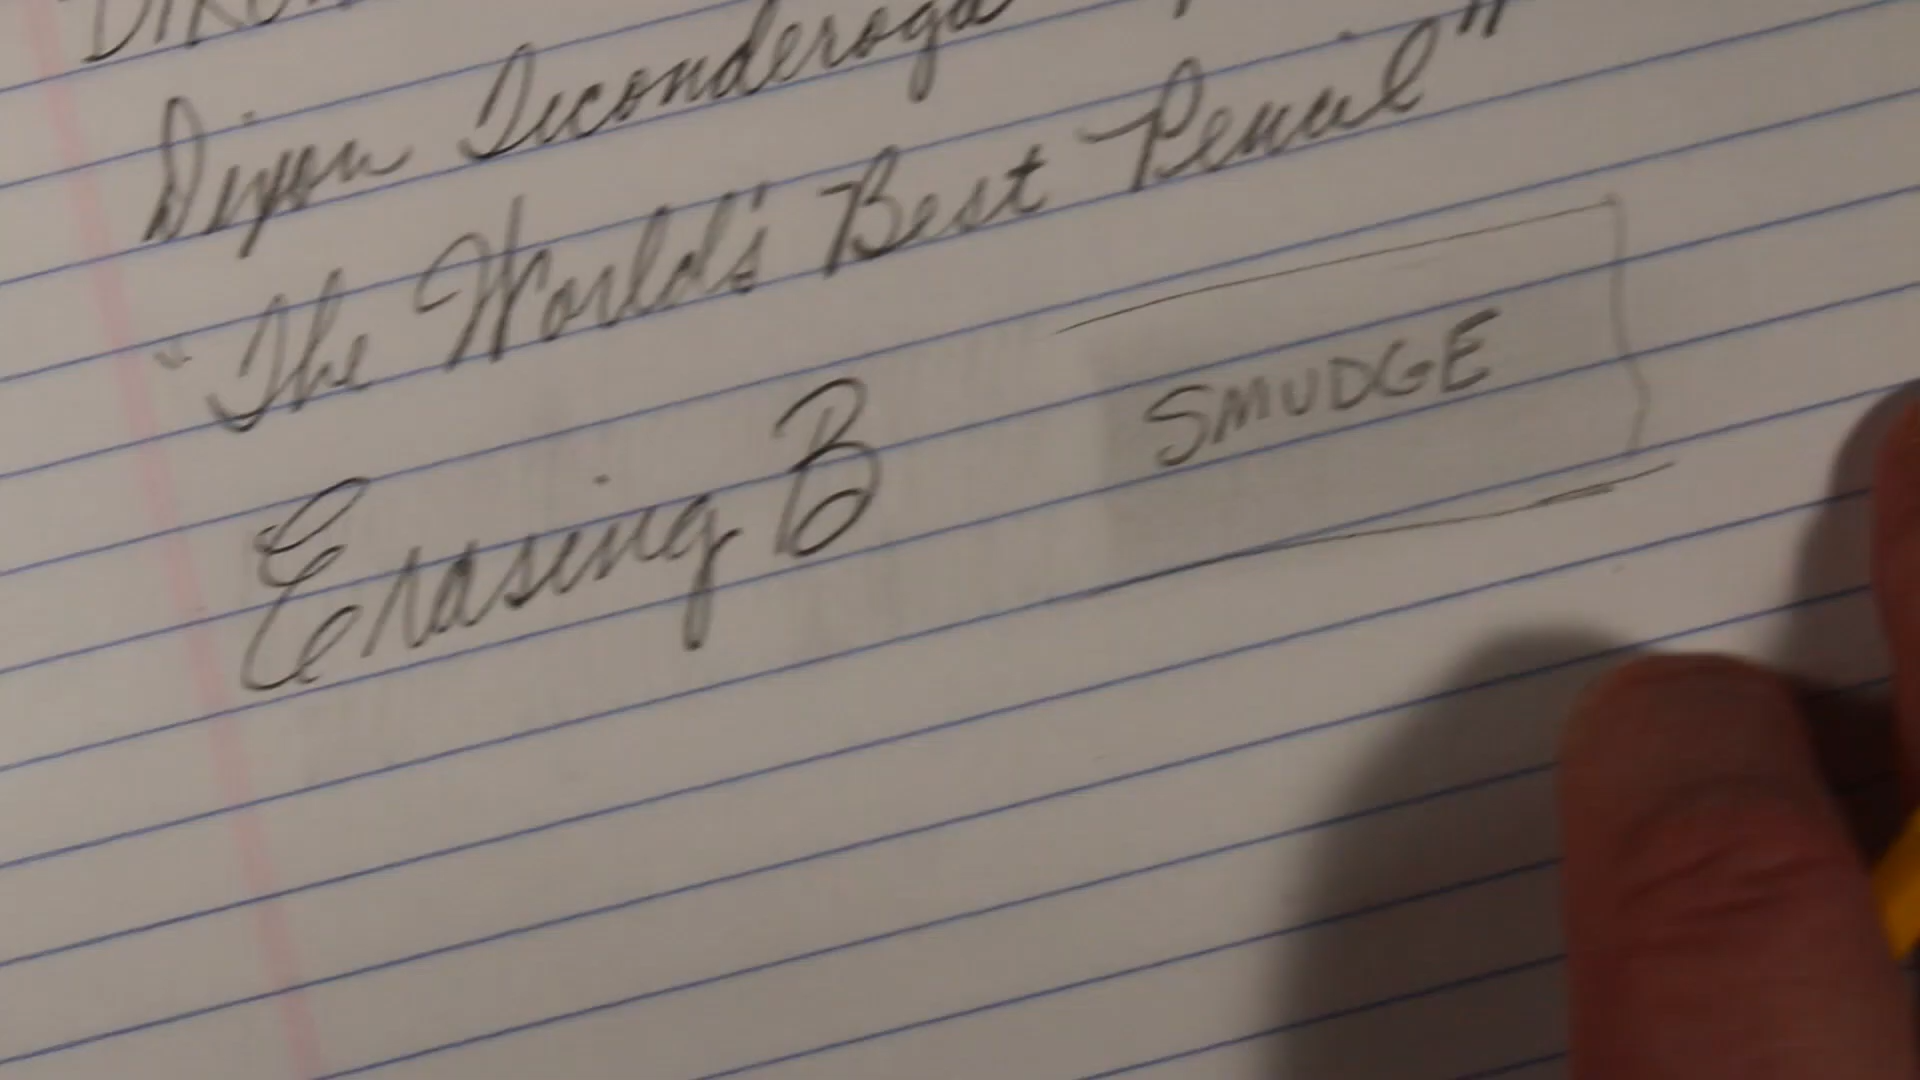 Dixon Ticonderoga
"The World's Best Pencil"
Erasing B
SMUDGE